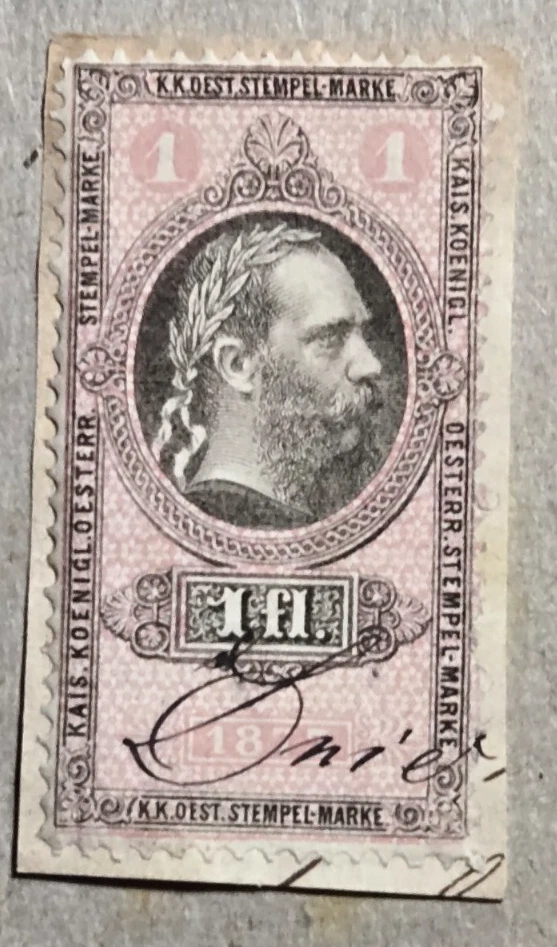 K.K.OEST.STEMPEL-MARKE
1 1
KAIS.KOENIGL.OESTERR. STEMPEL-MARKE
KAIS.KOENIGL. OESTERR.STEMPEL-MARKE
1 fl.
K.K.OEST.STEMPEL-MARKE